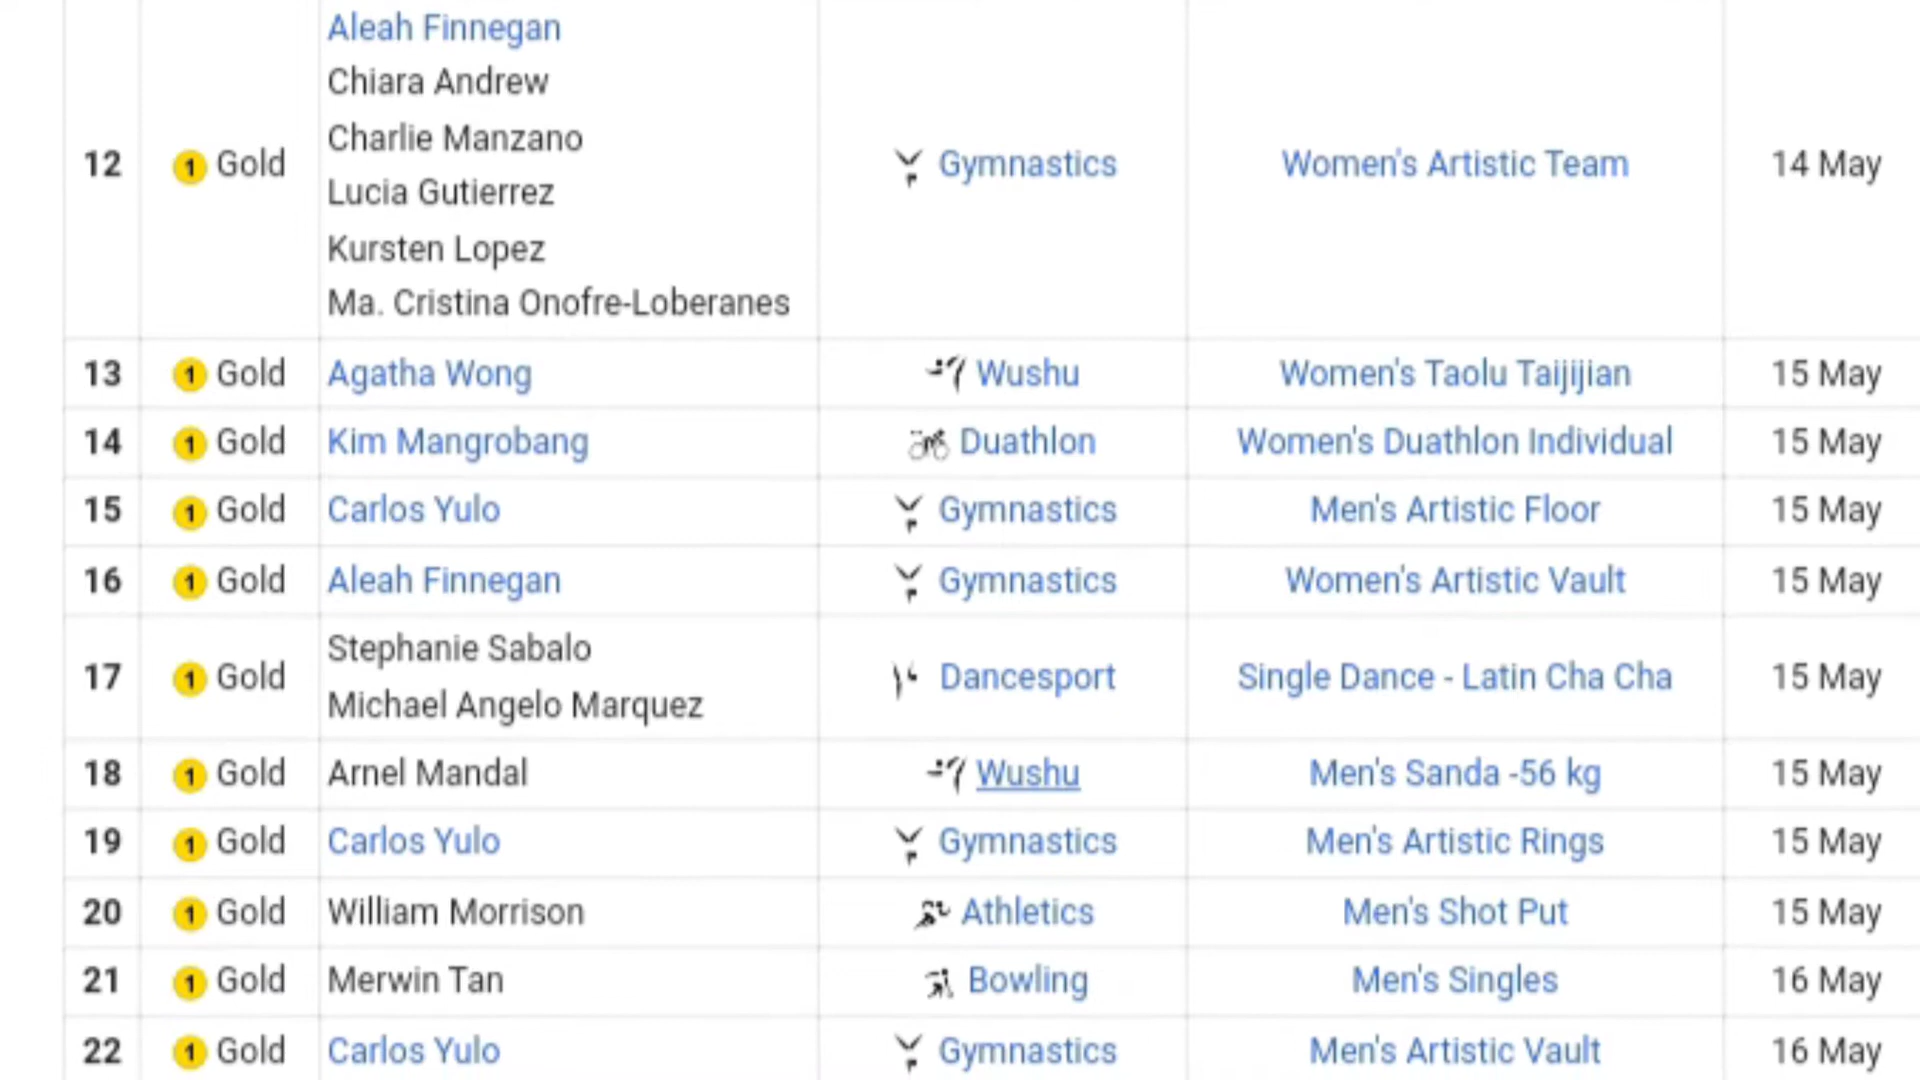 Aleah Finnegan
Chiara Andrew
Charlie Manzano
12 1 Gold Gymnastics Women's Artistic Team 14 May
Lucia Gutierrez
Kursten Lopez
Ma. Cristina Onofre-Loberanes
13 1 Gold Agatha Wong Wushu Women's Taolu Taijijian 15 May
14 1 Gold Kim Mangrobang Duathlon Women's Duathlon Individual 15 May
15 1 Gold Carlos Yulo Gymnastics Men's Artistic Floor 15 May
16 1 Gold Aleah Finnegan Gymnastics Women's Artistic Vault 15 May
Stephanie Sabalo
17 1 Gold Dancesport Single Dance - Latin Cha Cha 15 May
Michael Angelo Marquez
18 1 Gold Arnel Mandal Wushu Men's Sanda -56 kg 15 May
19 1 Gold Carlos Yulo Gymnastics Men's Artistic Rings 15 May
20 1 Gold William Morrison Athletics Men's Shot Put 15 May
21 1 Gold Merwin Tan Bowling Men's Singles 16 May
22 1 Gold Carlos Yulo Gymnastics Men's Artistic Vault 16 May